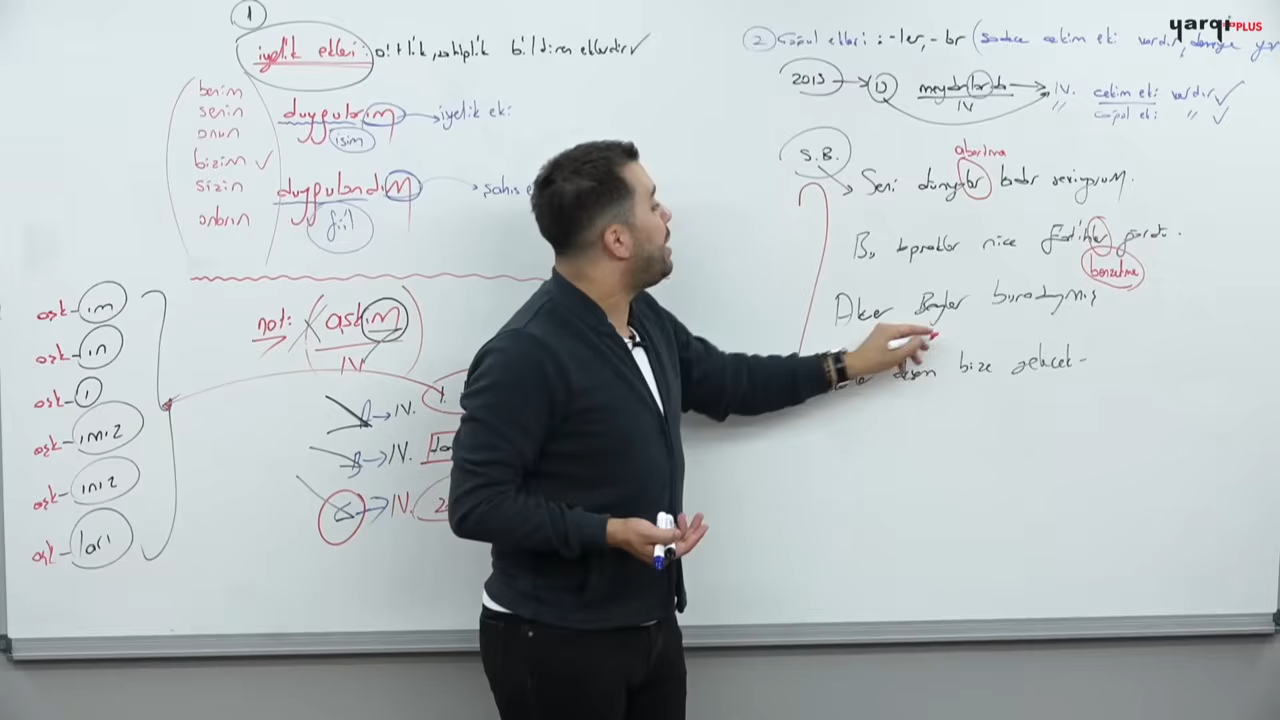 yargı PLUS
1
iyelik ekleri: aitlik, sahiplik bildiren eklerdir ✓
benim
senin
onun
bizim ✓
sizin
onların
duygularım → iyelik eki
isim
duygulandım → şahıs
fiil
aşk-ım
aşk-ın
aşk-ı
aşk-ımız
aşk-ınız
aşk-ları
not: aşkım
IV
→ IV. 1.
B → IV.
→ IV. 2
2 Çoğul ekleri: -ler, -lar (sadece çekim eki vardır,
2013 → meydanlarda → IV. çekim eki vardır ✓
IV " çoğul eki " ✓
S.B.
abartma
Seni dünyalar kadar seviyorum.
Bu topraklar nice Fatihler gördü.
benzetme
Aker Beyler buradaymış
bize gelecek-